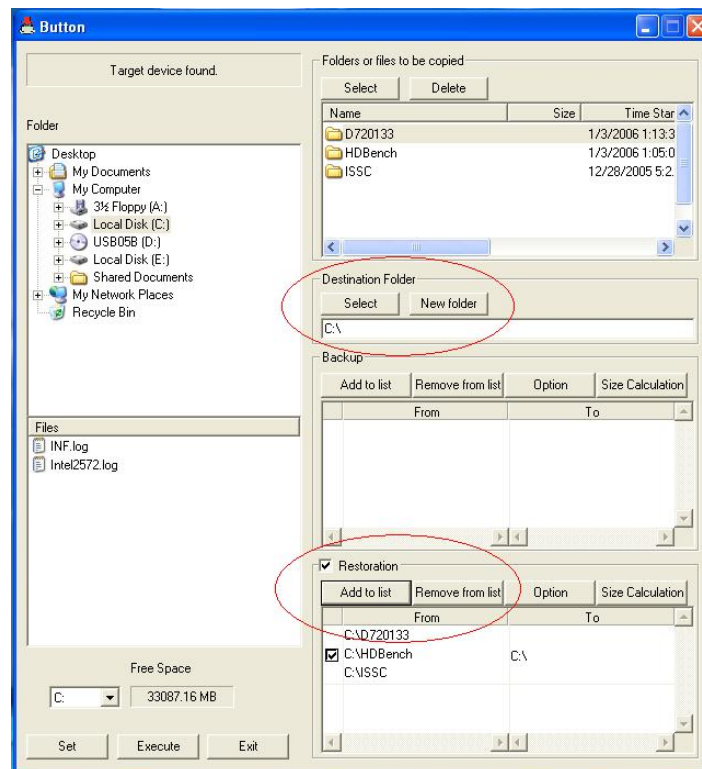 Button
Target device found.
Folder
Desktop
My Documents
My Computer
3½ Floppy (A:)
Local Disk (C:)
USB05B (D:)
Local Disk (E:)
Shared Documents
My Network Places
Recycle Bin
Files
INF.log
Intel2572.log
Free Space
C: 33087.16 MB
Set Execute Exit
Folders or files to be copied
Select Delete
Name Size Time Star
D720133 1/3/2006 1:13:3
HDBench 1/3/2006 1:05:0
ISSC 12/28/2005 5:2
Destination Folder
Select New folder
C:\
Backup
Add to list Remove from list Option Size Calculation
From To
Restoration
Add to list Remove from list Option Size Calculation
From To
C:\D720133
C:\HDBench C:\
C:\ISSC